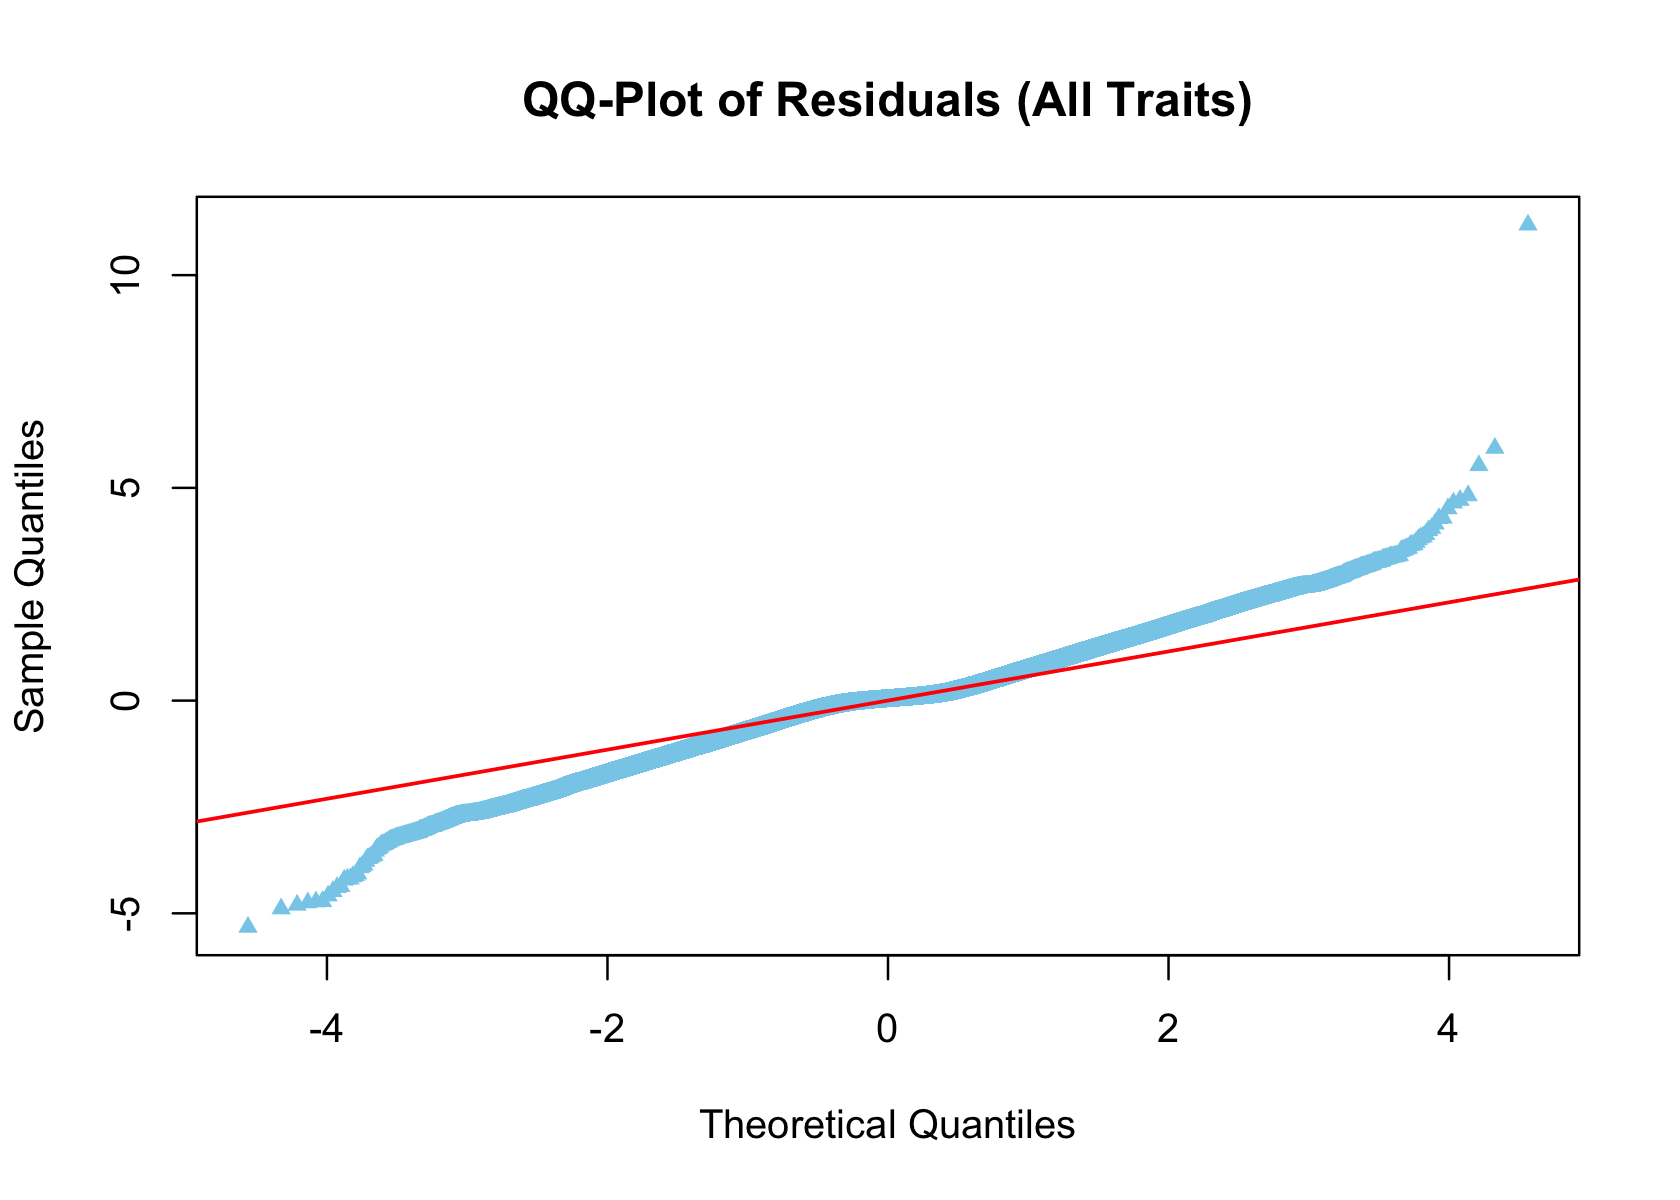 QQ-Plot of Residuals (All Traits)
Sample Quantiles
10
5
0
-5
-4 -2 0 2 4
Theoretical Quantiles